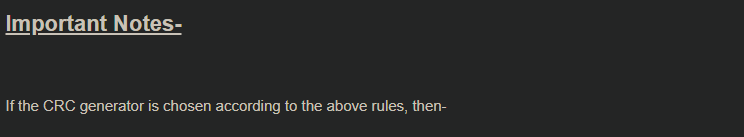 Important Notes-
If the CRC generator is chosen according to the above rules, then-